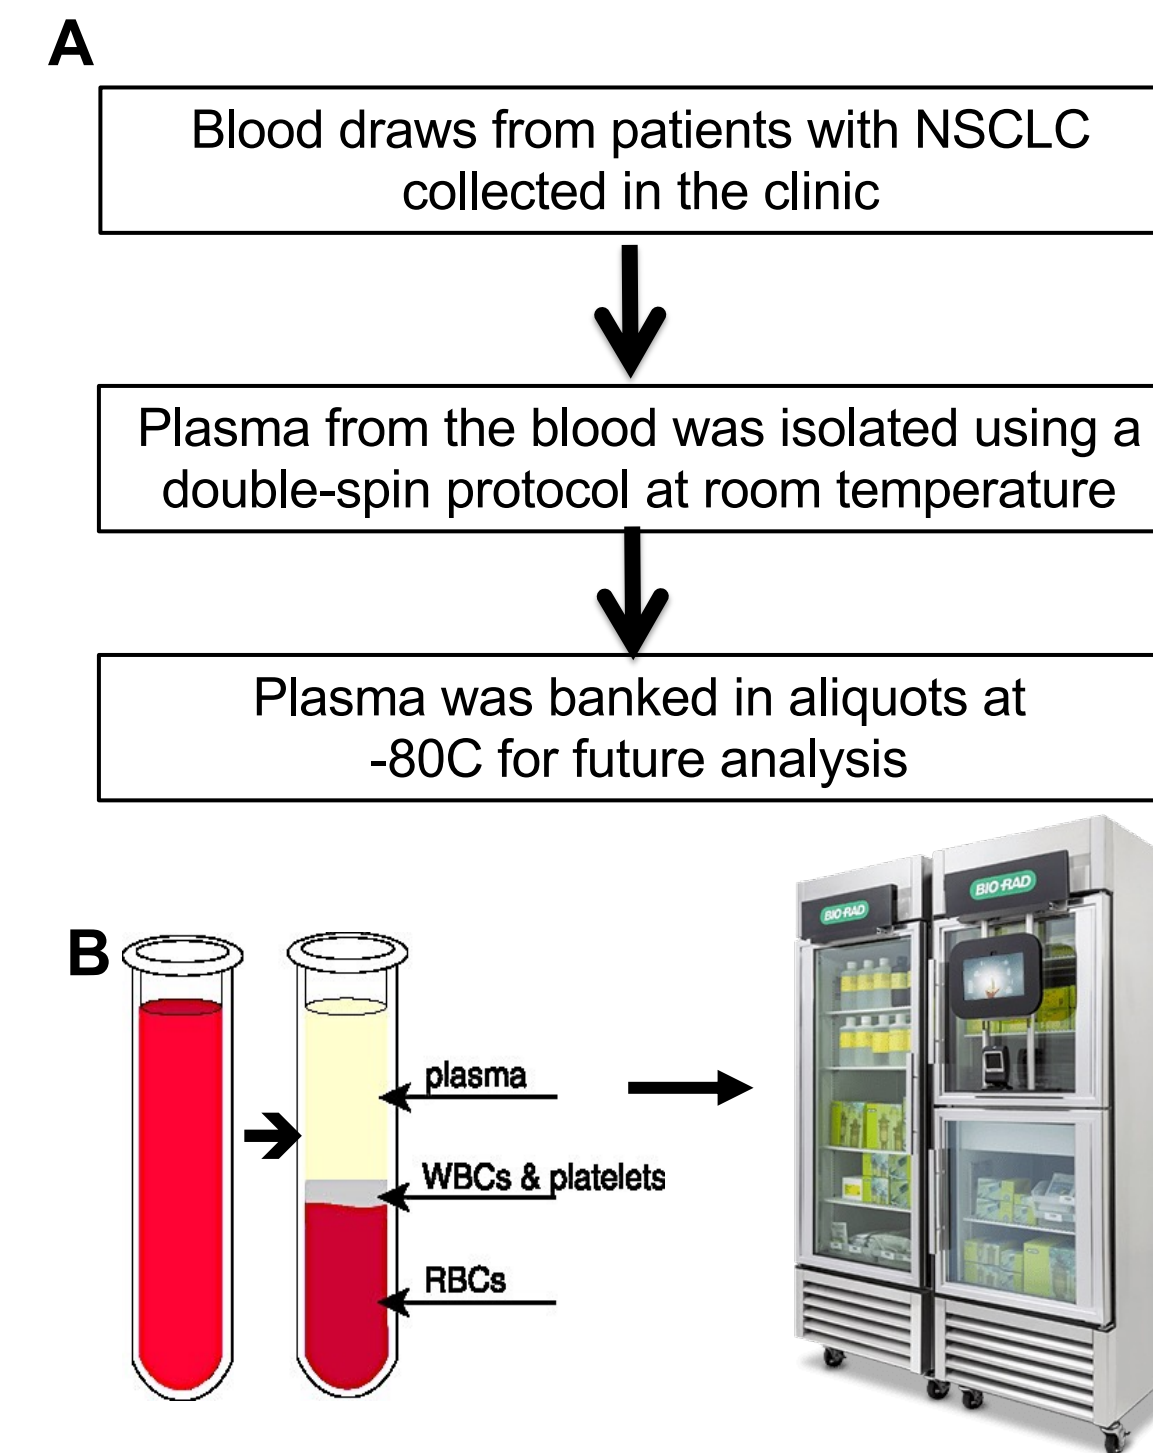 A
Blood draws from patients with NSCLC
collected in the clinic
Plasma from the blood was isolated using a
double-spin protocol at room temperature
Plasma was banked in aliquots at
-80C for future analysis
B
plasma
WBCs & platelets
RBCs
BIO-RAD
BIO-RAD